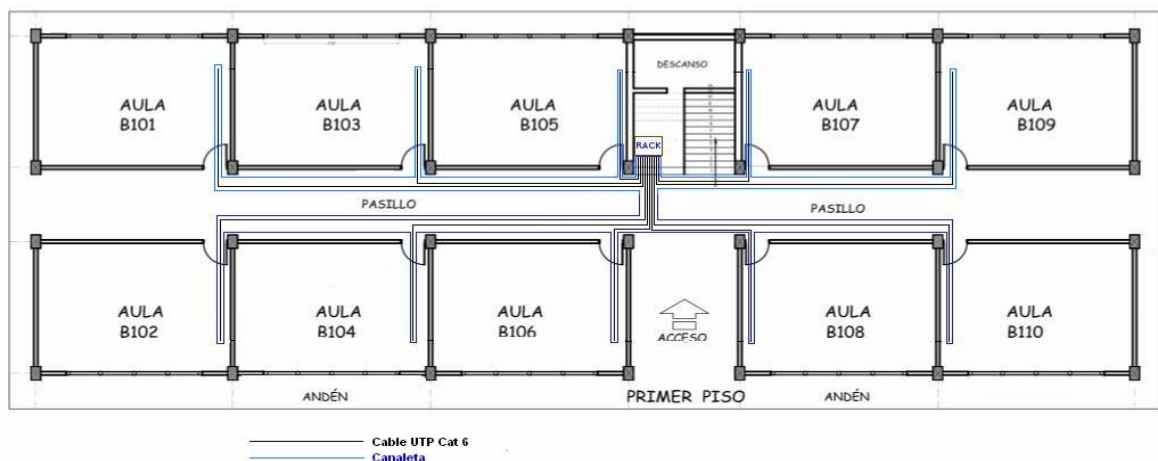 DESCANSO
AULA
B101
AULA
B103
AULA
B105
AULA
B107
AULA
B109
RACK
PASILLO
PASILLO
AULA
B102
AULA
B104
AULA
B106
ACCESO
AULA
B108
AULA
B110
ANDÉN
PRIMER PISO
ANDÉN
Cable UTP Cat 6
Canaleta